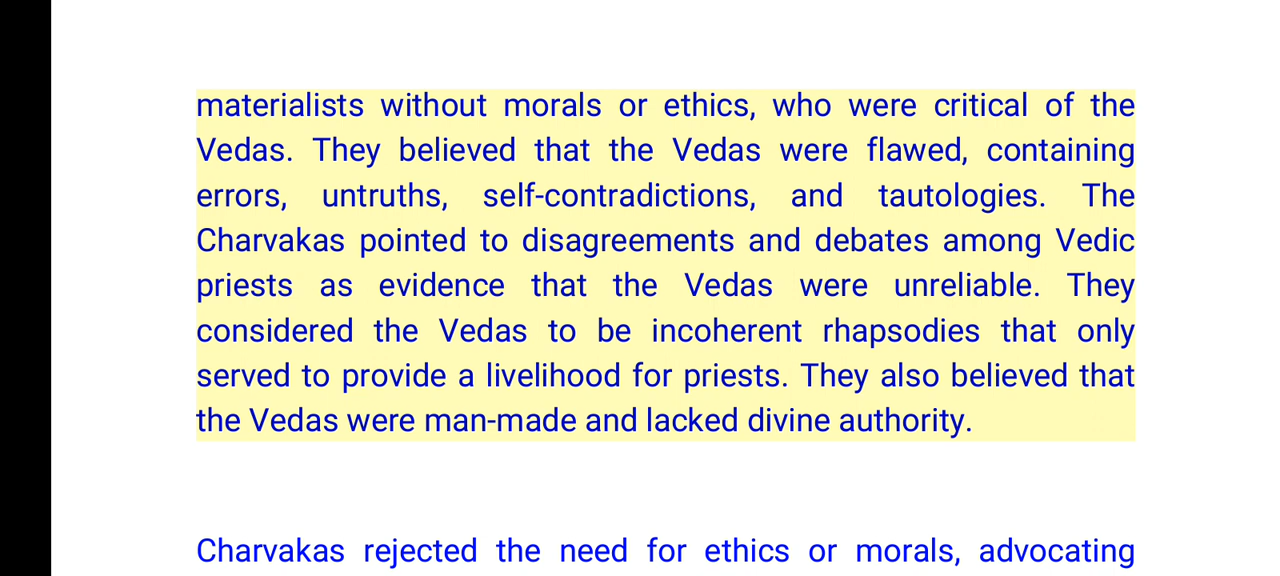 materialists without morals or ethics, who were critical of the
Vedas. They believed that the Vedas were flawed, containing
errors, untruths, self-contradictions, and tautologies. The
Charvakas pointed to disagreements and debates among Vedic
priests as evidence that the Vedas were unreliable. They
considered the Vedas to be incoherent rhapsodies that only
served to provide a livelihood for priests. They also believed that
the Vedas were man-made and lacked divine authority.
Charvakas rejected the need for ethics or morals, advocating